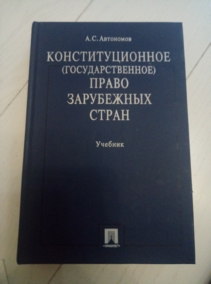 А.С. Автономов
КОНСТИТУЦИОННОЕ
(ГОСУДАРСТВЕННОЕ)
ПРАВО
ЗАРУБЕЖНЫХ
СТРАН
Учебник